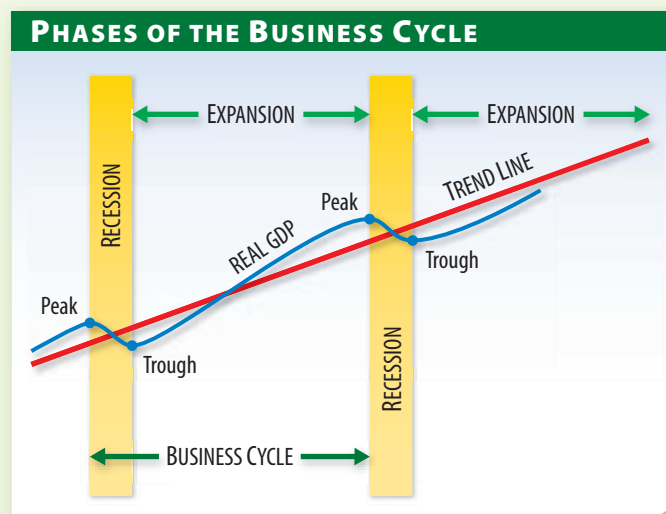 PHASES OF THE BUSINESS CYCLE
EXPANSION
EXPANSION
RECESSION
Peak
REAL GDP
TREND LINE
Peak
Trough
Trough
RECESSION
BUSINESS CYCLE